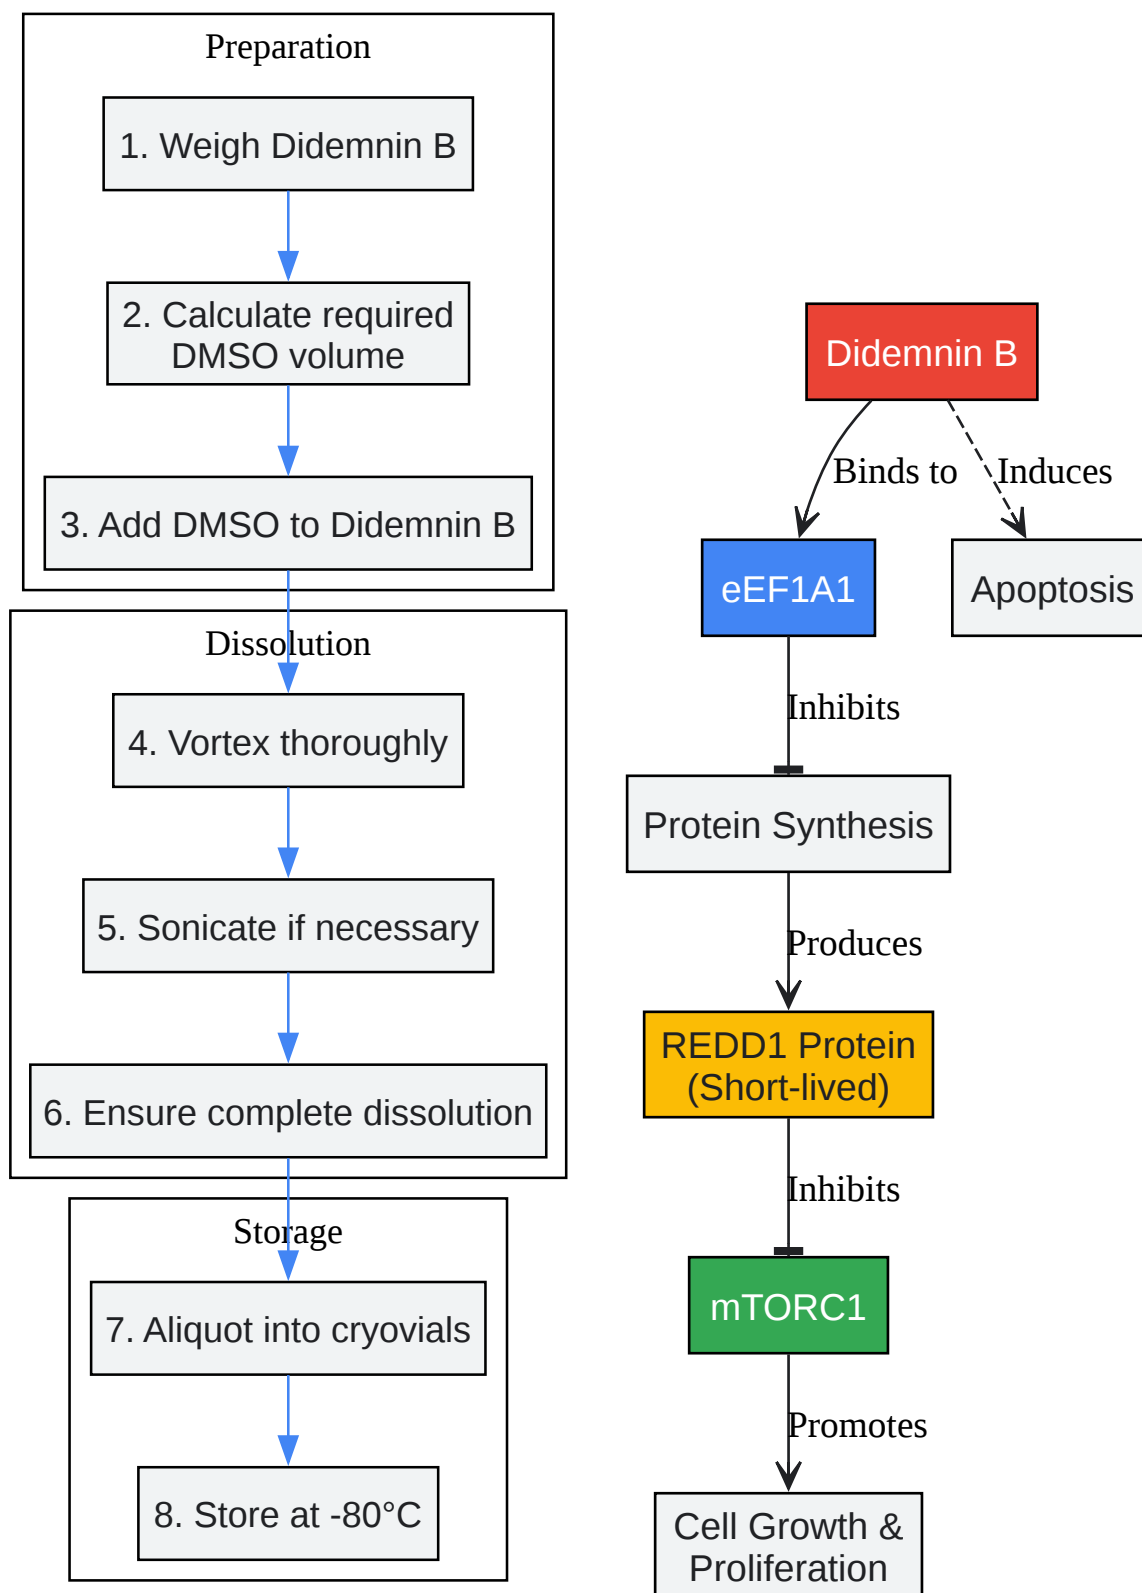 Preparation
1. Weigh Didemnin B
2. Calculate required
DMSO volume
3. Add DMSO to Didemnin B
Dissolution
4. Vortex thoroughly
5. Sonicate if necessary
6. Ensure complete dissolution
Storage
7. Aliquot into cryovials
8. Store at -80°C
Didemnin B
Binds to
Induces
eEF1A1
Apoptosis
Inhibits
Protein Synthesis
Produces
REDD1 Protein
(Short-lived)
Inhibits
mTORC1
Promotes
Cell Growth &
Proliferation